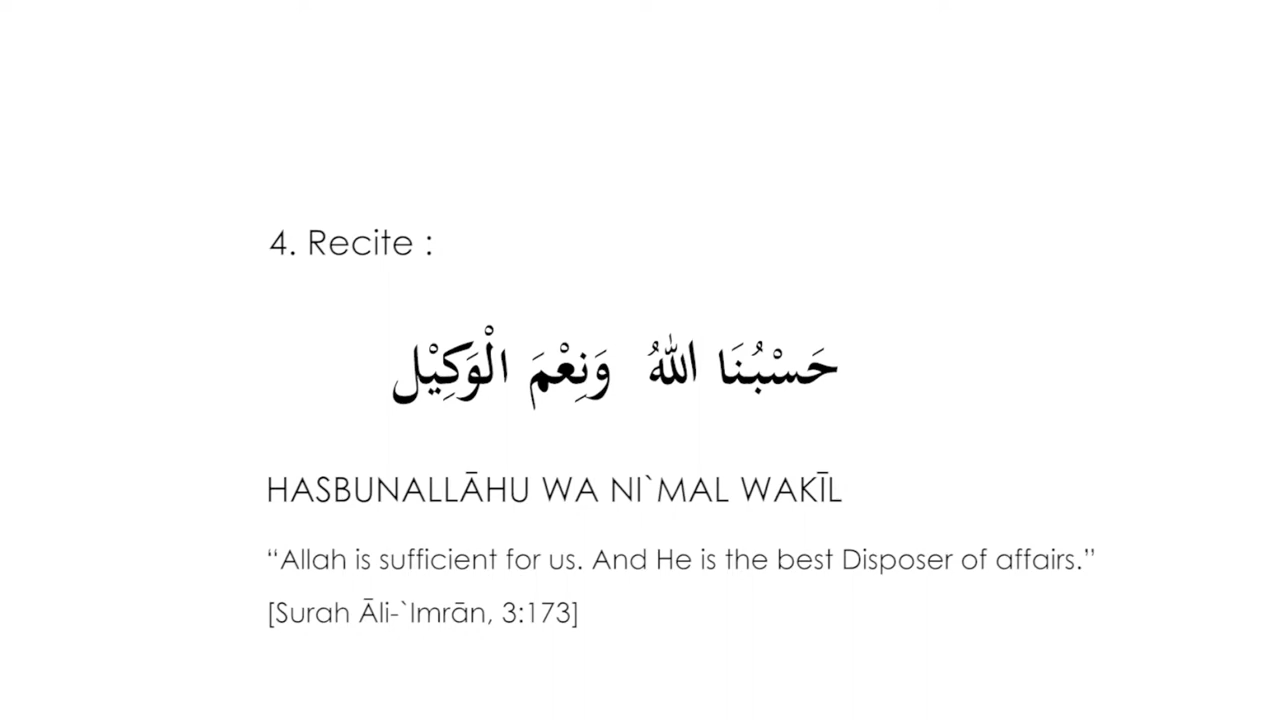 4. Recite :
حَسْبُنَا اللّٰهُ وَنِعْمَ الْوَكِيْل
HASBUNALLĀHU WA NI`MAL WAKĪL
“Allah is sufficient for us. And He is the best Disposer of affairs.”
[Surah Āli-`Imrān, 3:173]